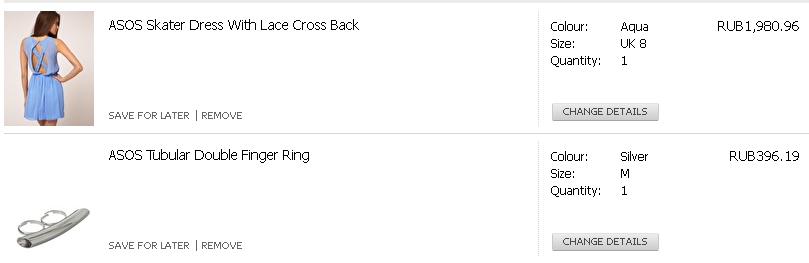 ASOS Skater Dress With Lace Cross Back
Colour: Aqua RUB1,980.96
Size: UK 8
Quantity: 1
SAVE FOR LATER | REMOVE
CHANGE DETAILS
ASOS Tubular Double Finger Ring
Colour: Silver RUB396.19
Size: M
Quantity: 1
SAVE FOR LATER | REMOVE
CHANGE DETAILS